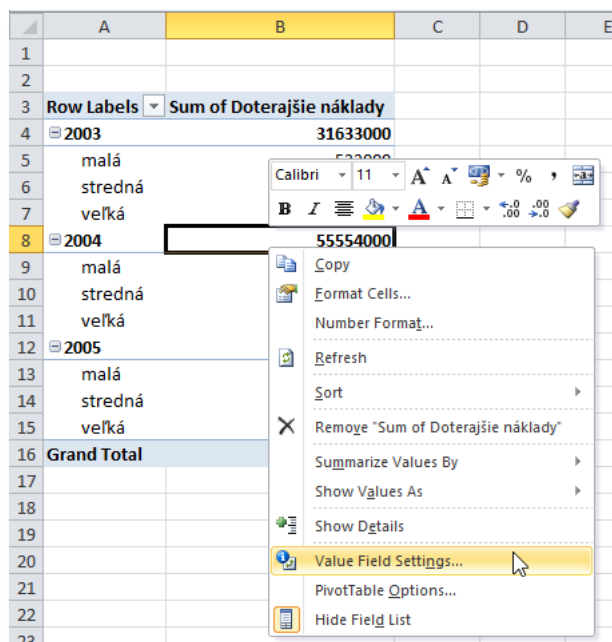 A B C D E
1
2
3 Row Labels Sum of Doterajšie náklady
4 2003 31633000
5 malá
Calibri 11 A A % ,
6 stredná
7 veľká
B I A .00 .00
8 2004 55554000
9 malá
Copy
10 stredná
Format Cells...
11 veľká
Number Format...
12 2005
Refresh
13 malá
Sort
14 stredná
15 veľká
Remove "Sum of Doterajšie náklady"
16 Grand Total
Summarize Values By
17
Show Values As
18
Show Details
19
20
Value Field Settings...
21
PivotTable Options...
22
Hide Field List
23